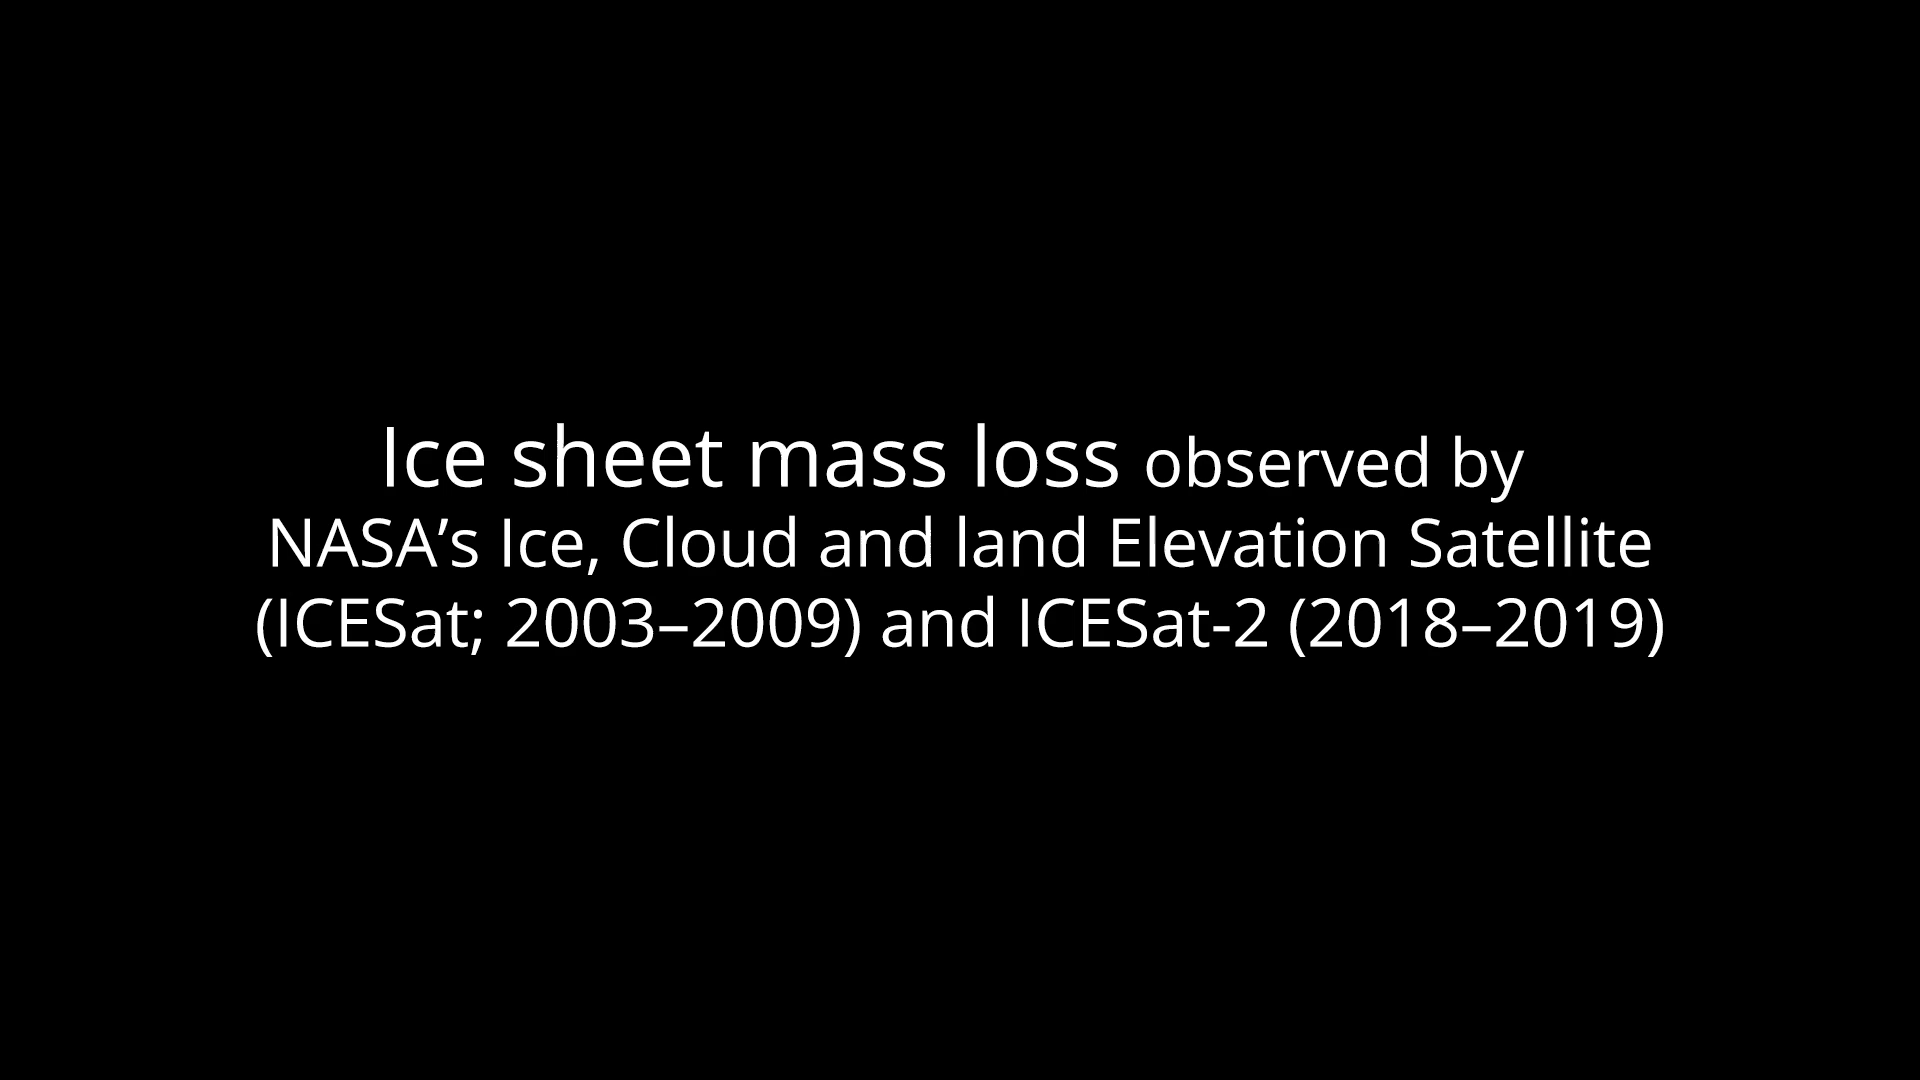 Ice sheet mass loss observed by
NASA’s Ice, Cloud and land Elevation Satellite
(ICESat; 2003–2009) and ICESat-2 (2018–2019)